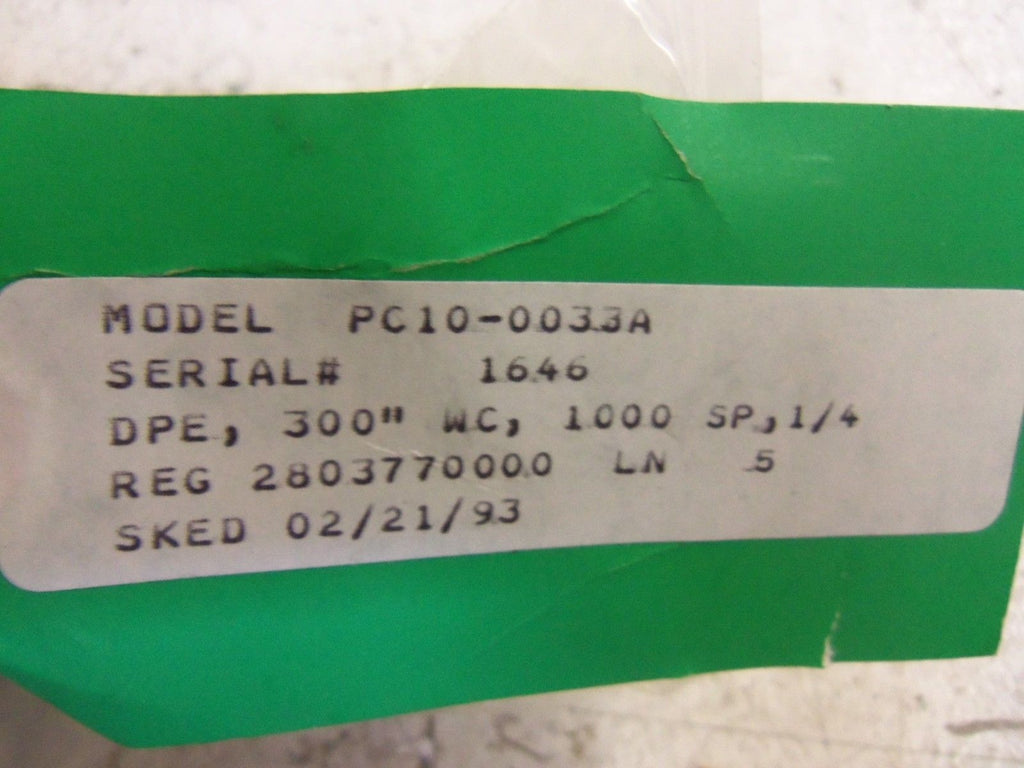 MODEL PC10-0033A
SERIAL# 1646
DPE, 300" WC, 1000 SP,1/4
REG 2803770000 LN 5
SKED 02/21/93